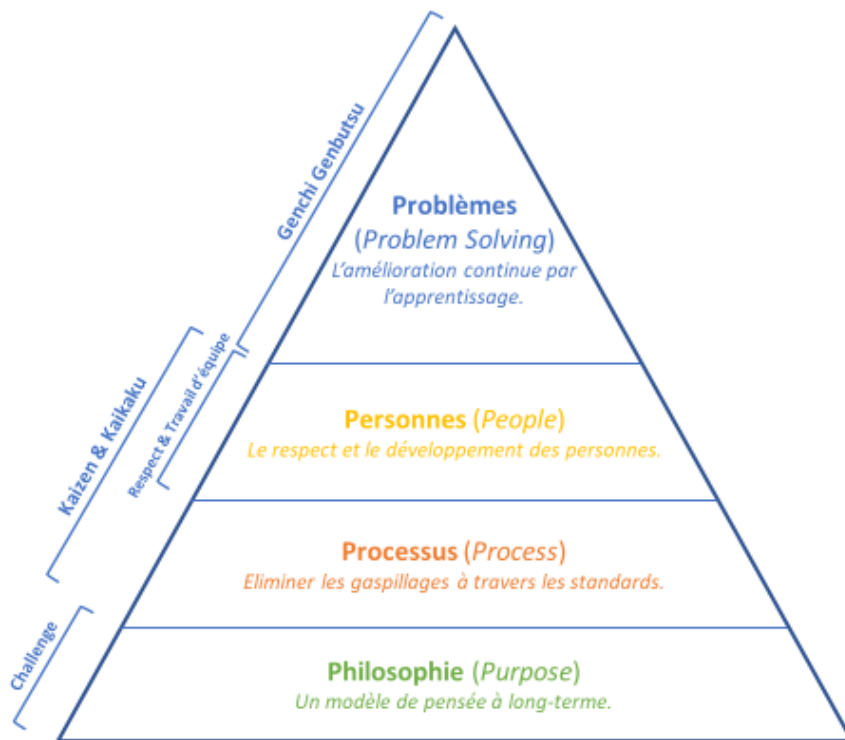 Genchi Genbutsu
Problèmes
(Problem Solving)
L'amélioration continue par
l'apprentissage.
Kaizen & Kaikaku
Respect & Travail d'équipe
Personnes (People)
Le respect et le développement des personnes.
Processus (Process)
Eliminer les gaspillages à travers les standards.
Challenge
Philosophie (Purpose)
Un modèle de pensée à long-terme.